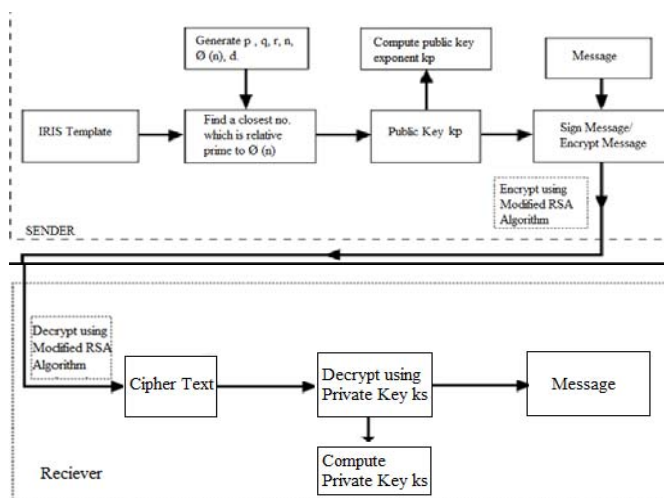 Generate p , q, r, n,
Ø (n), d.
Compute public key
exponent kp
Message
IRIS Template
Find a closest no.
which is relative
prime to Ø (n)
Public Key kp
Sign Message/
Encrypt Message
Encrypt using
Modified RSA
Algorithm
SENDER
Decrypt using
Modified RSA
Algorithm
Cipher Text
Decrypt using
Private Key ks
Message
Compute
Private Key ks
Reciever